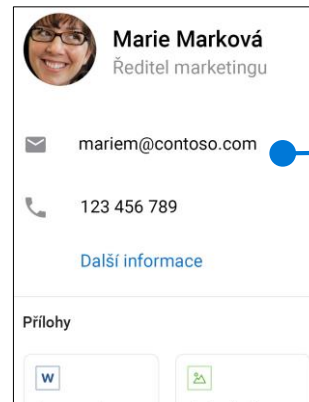 Marie Marková
Ředitel marketingu
mariem@contoso.com
123 456 789
Další informace
Přílohy
W